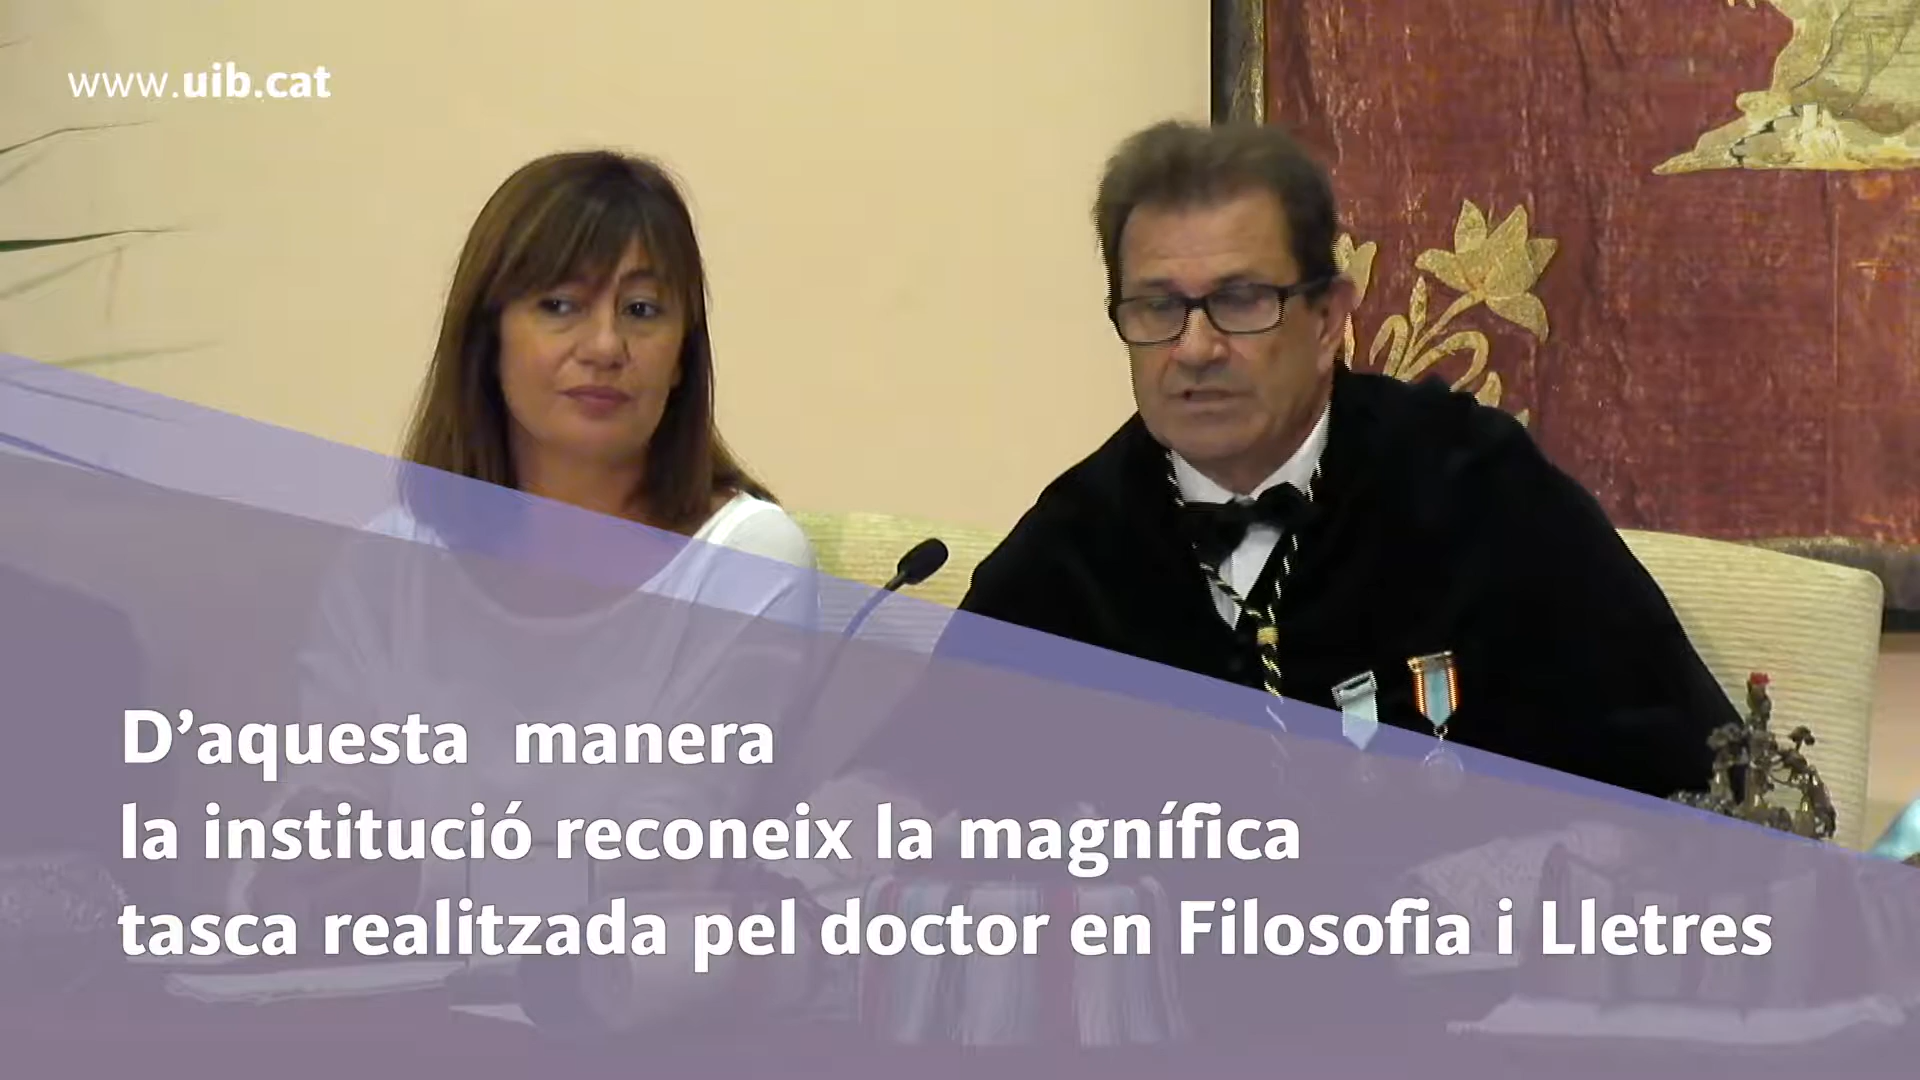 www.uib.cat
D’aquesta manera
la institució reconeix la magnífica
tasca realitzada pel doctor en Filosofia i Lletres